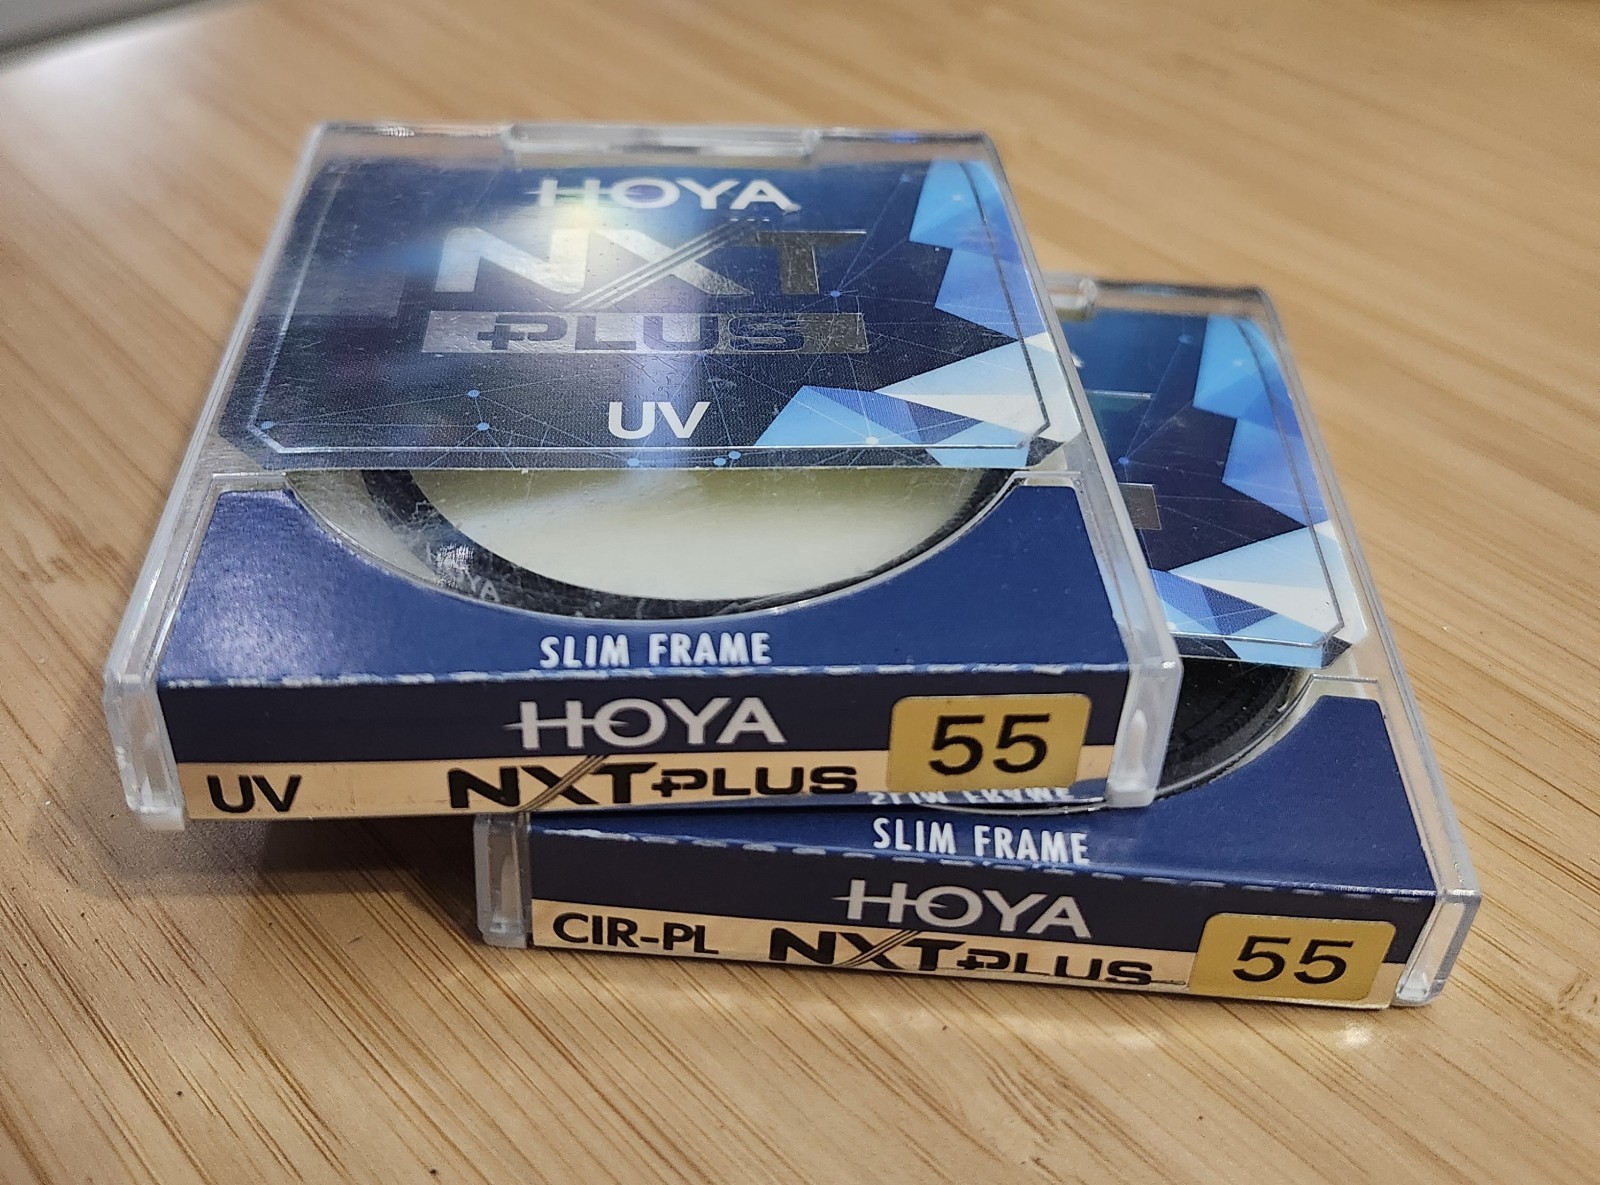 HOYA
NXT
+PLUS
UV
SLIM FRAME
HOYA
55
UV NXT+PLUS
SLIM FRAME
HOYA
55
CIR-PL NXT+PLUS